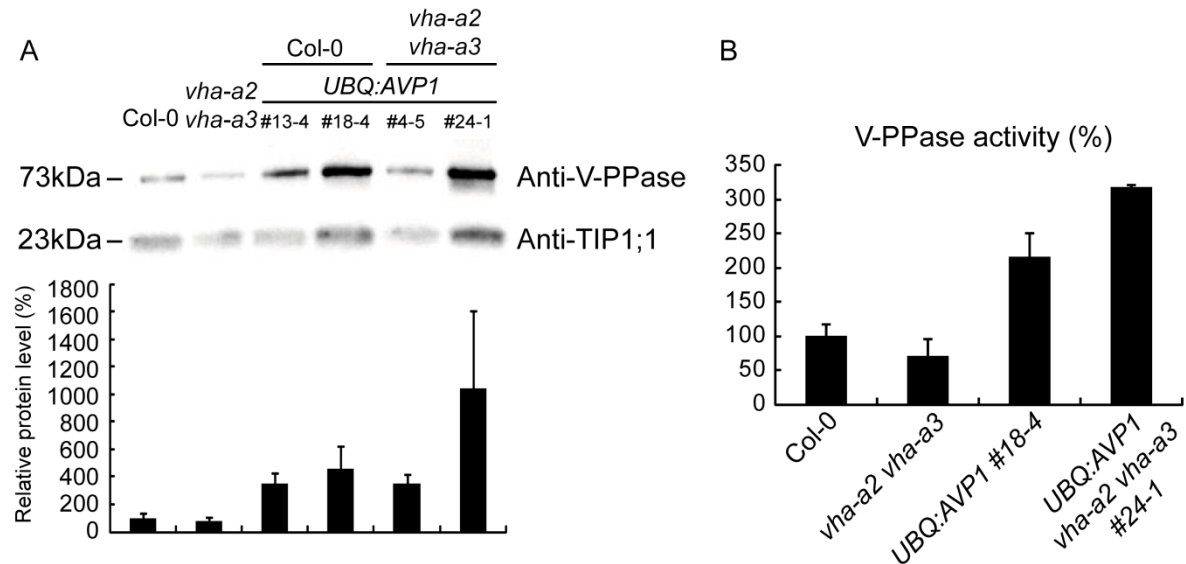 A
Col-0
vha-a2
vha-a3
UBQ:AVP1
Col-0
vha-a2
vha-a3
#13-4
#18-4
#4-5
#24-1
73kDa
Anti-V-PPase
23kDa
Anti-TIP1;1
Relative protein level (%)
1800
1600
1400
1200
1000
800
600
400
200
0
B
V-PPase activity (%)
350
300
250
200
150
100
50
0
Col-0
vha-a2 vha-a3
UBQ:AVP1 #18-4
UBQ:AVP1
vha-a2 vha-a3
#24-1